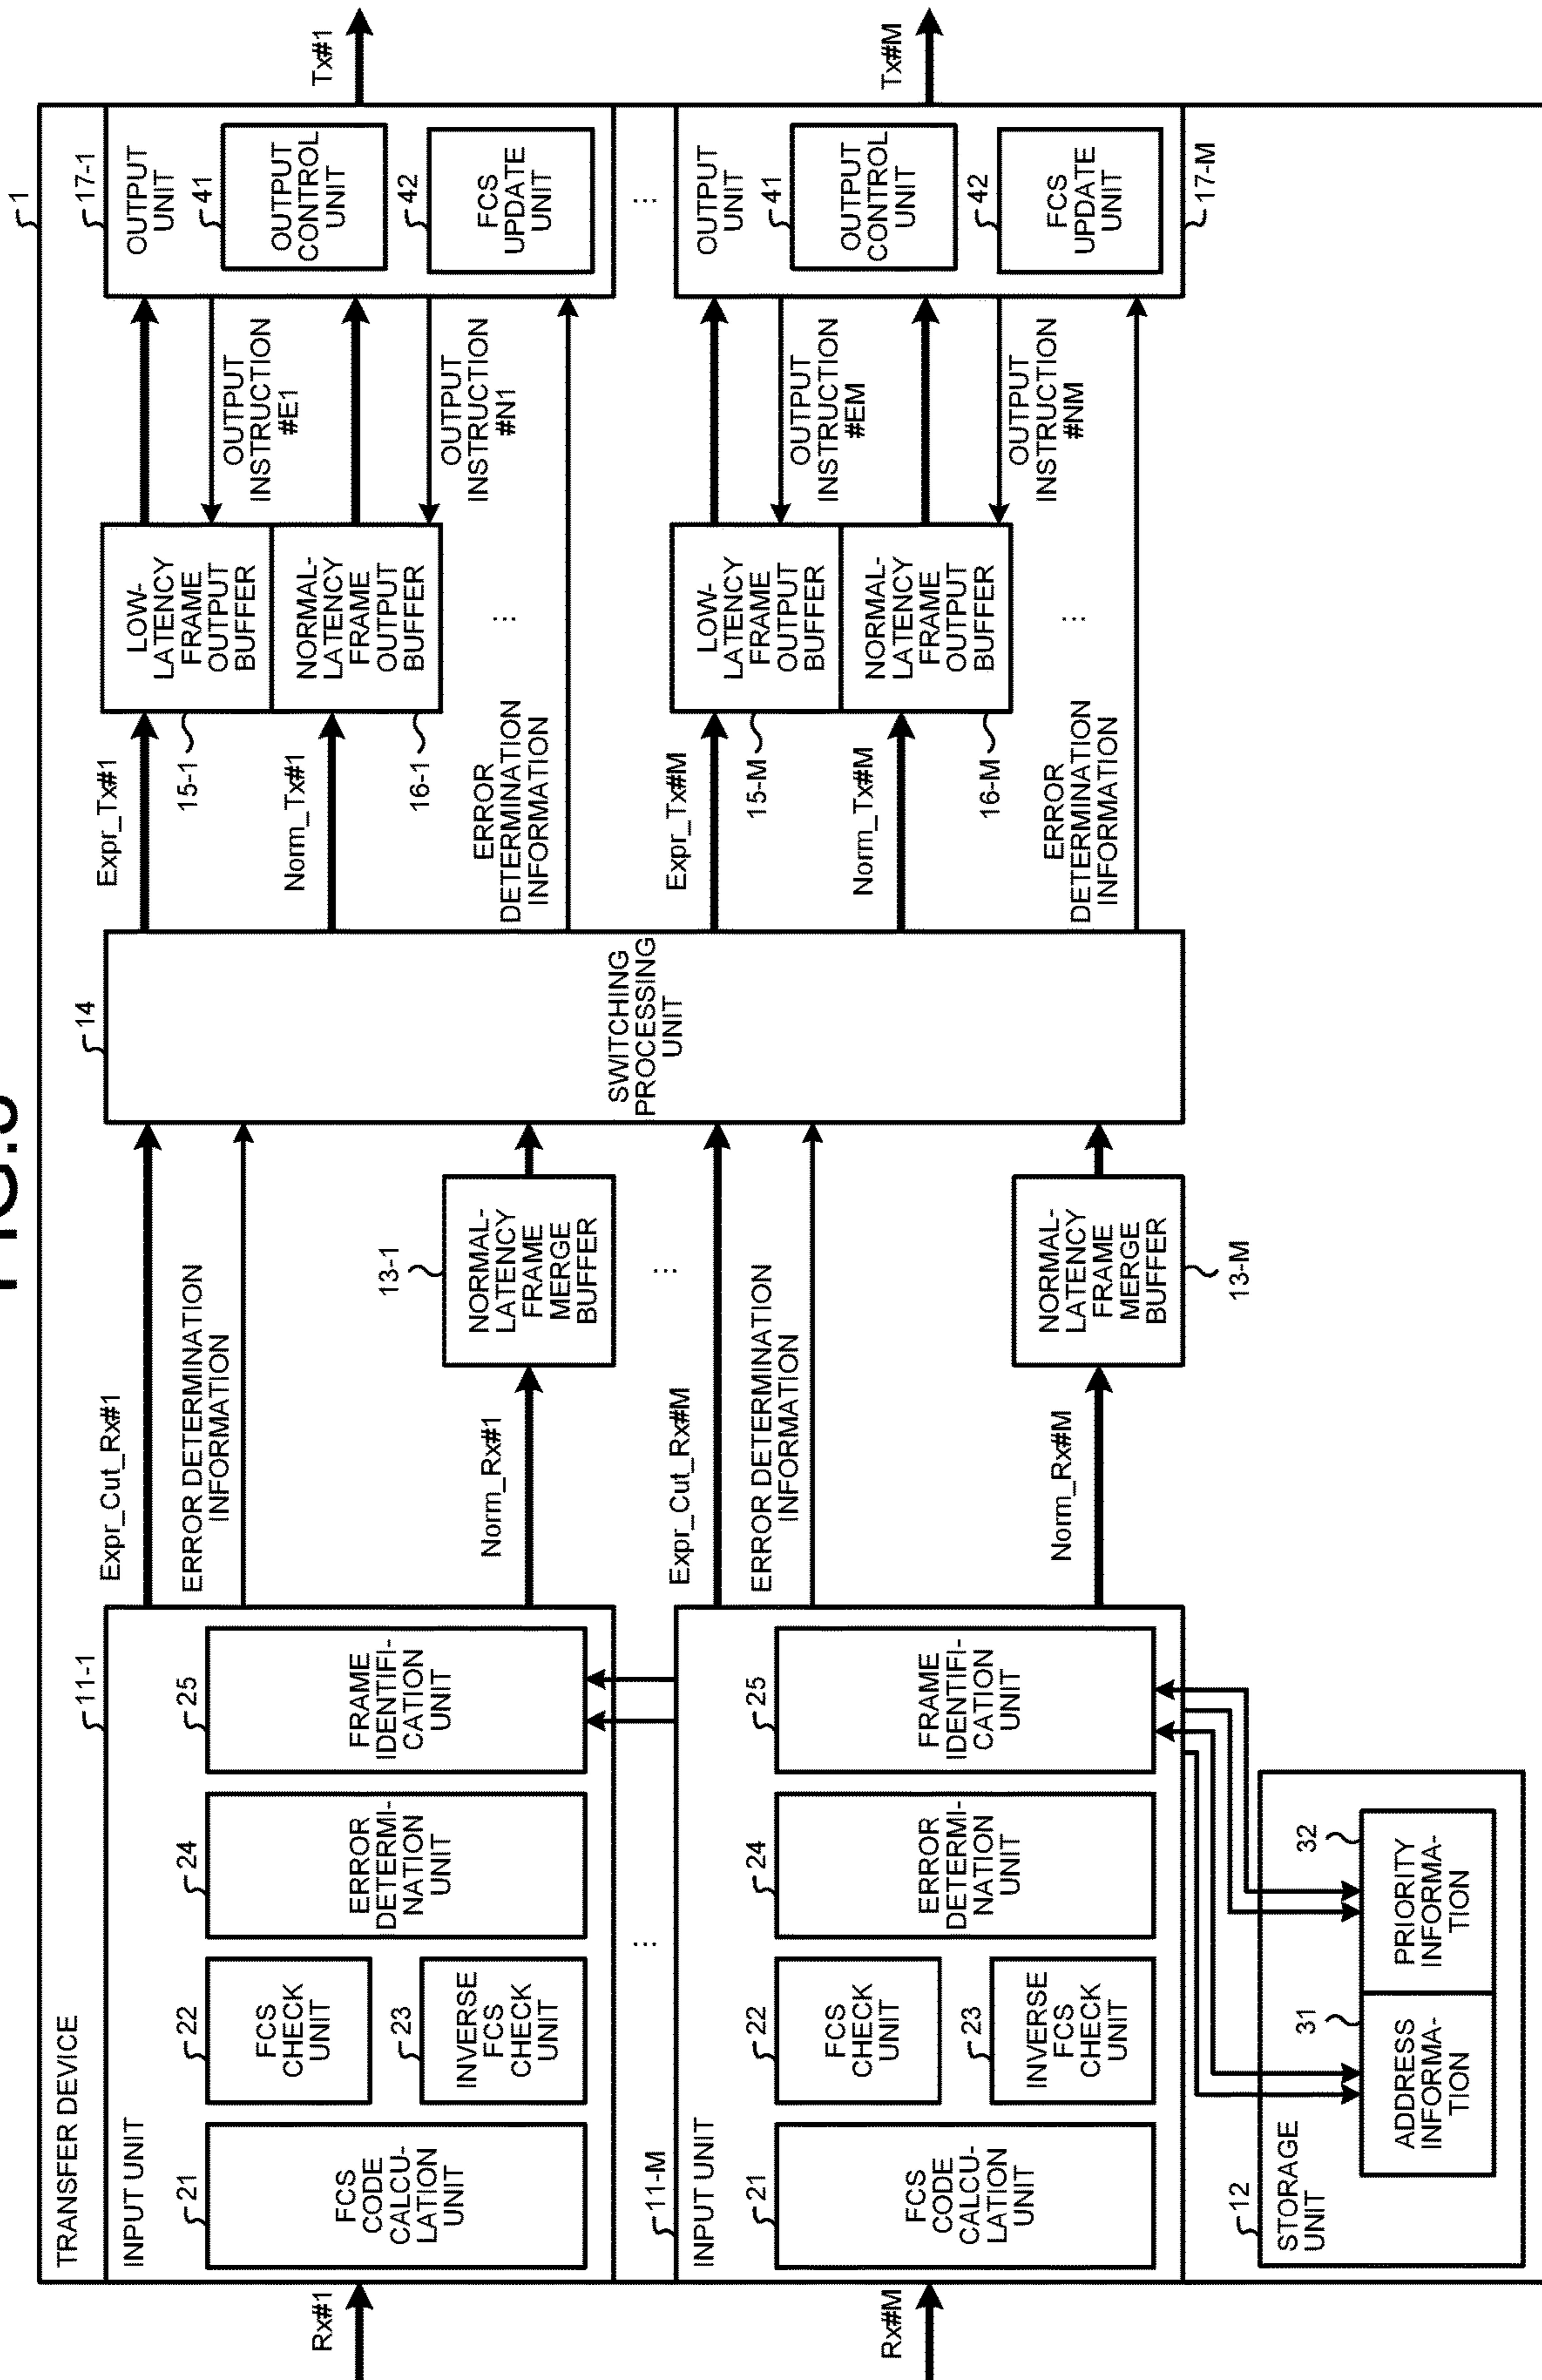 TRANSFER DEVICE
1
INPUT UNIT
11-1
Rx#1
21
FCS
CODE
CALCU-
LATION
UNIT
22
FCS
CHECK
UNIT
23
INVERSE
FCS
CHECK
UNIT
24
ERROR
DETERMI-
NATION
UNIT
25
FRAME
IDENTIFI-
CATION
UNIT
Expr_Cut_Rx#1
ERROR DETERMINATION
INFORMATION
Norm_Rx#1
13-1
NORMAL-
LATENCY
FRAME
MERGE
BUFFER
14
SWITCHING
PROCESSING
UNIT
Expr_Tx#1
15-1
LOW-
LATENCY
FRAME
OUTPUT
BUFFER
Norm_Tx#1
16-1
NORMAL-
LATENCY
FRAME
OUTPUT
BUFFER
ERROR
DETERMINATION
INFORMATION
OUTPUT
INSTRUCTION
#E1
OUTPUT
INSTRUCTION
#N1
17-1
OUTPUT
UNIT
41
OUTPUT
CONTROL
UNIT
42
FCS
UPDATE
UNIT
Tx#1
...
...
...
...
11-M
INPUT UNIT
Rx#M
21
FCS
CODE
CALCU-
LATION
UNIT
22
FCS
CHECK
UNIT
23
INVERSE
FCS
CHECK
UNIT
24
ERROR
DETERMI-
NATION
UNIT
25
FRAME
IDENTIFI-
CATION
UNIT
Expr_Cut_Rx#M
ERROR DETERMINATION
INFORMATION
Norm_Rx#M
13-M
NORMAL-
LATENCY
FRAME
MERGE
BUFFER
Expr_Tx#M
15-M
LOW-
LATENCY
FRAME
OUTPUT
BUFFER
Norm_Tx#M
16-M
NORMAL-
LATENCY
FRAME
OUTPUT
BUFFER
...
ERROR
DETERMINATION
INFORMATION
OUTPUT
INSTRUCTION
#EM
OUTPUT
INSTRUCTION
#NM
17-M
OUTPUT
UNIT
41
OUTPUT
CONTROL
UNIT
42
FCS
UPDATE
UNIT
Tx#M
12
STORAGE
UNIT
31
ADDRESS
INFORMA-
TION
32
PRIORITY
INFORMA-
TION